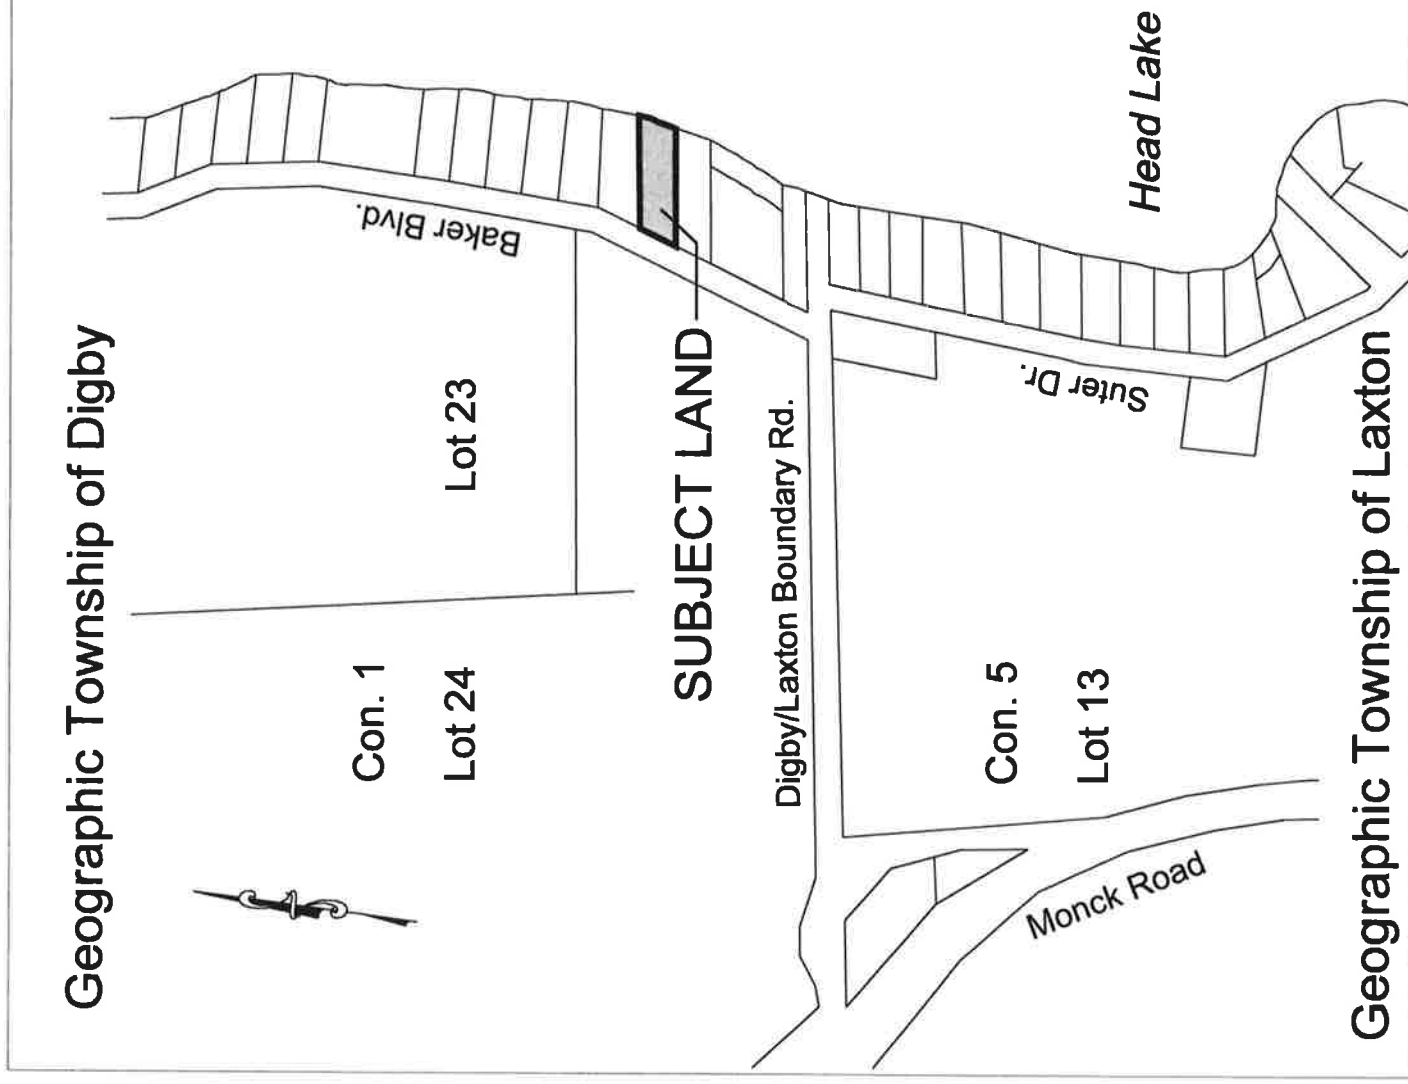 Geographic Township of Digby
Baker Blvd.
Lot 23
Con. 1
Lot 24
SUBJECT LAND
Digby/Laxton Boundary Rd.
Head Lake
Suter Dr.
Con. 5
Lot 13
Monck Road
Geographic Township of Laxton